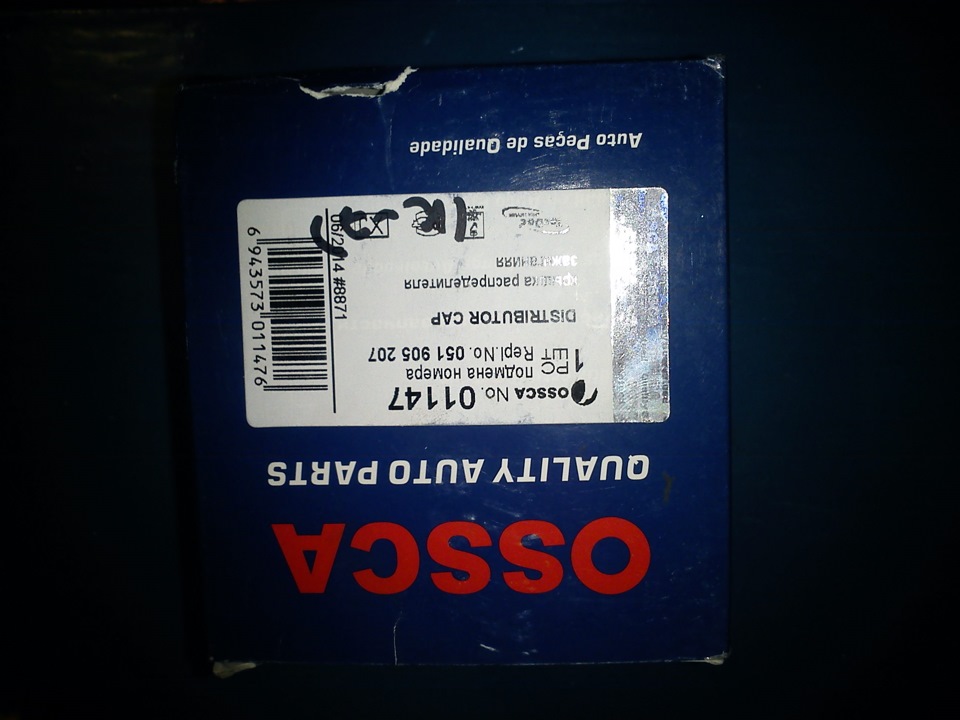 OSSCA
QUALITY AUTO PARTS
OSSCA No. 01147
подмена номера
1 PC ШТ Repl.No. 051 905 207
DISTRIBUTOR CAP
крышка распределителя
зажигания
06/2014 #8871
6 943573 011476
Auto Peças de Qualidade